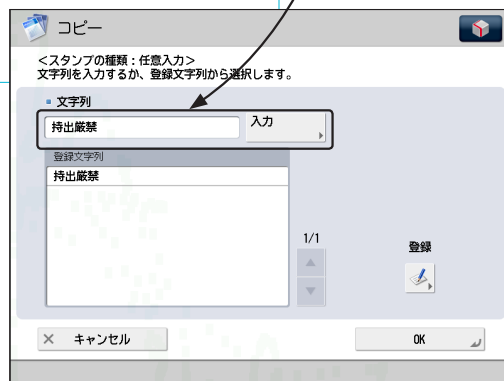 コピー
<スタンプの種類：任意入力>
文字列を入力するか、登録文字列から選択します。
文字列
持出厳禁
入力
登録文字列
持出厳禁
1/1
登録
キャンセル
OK